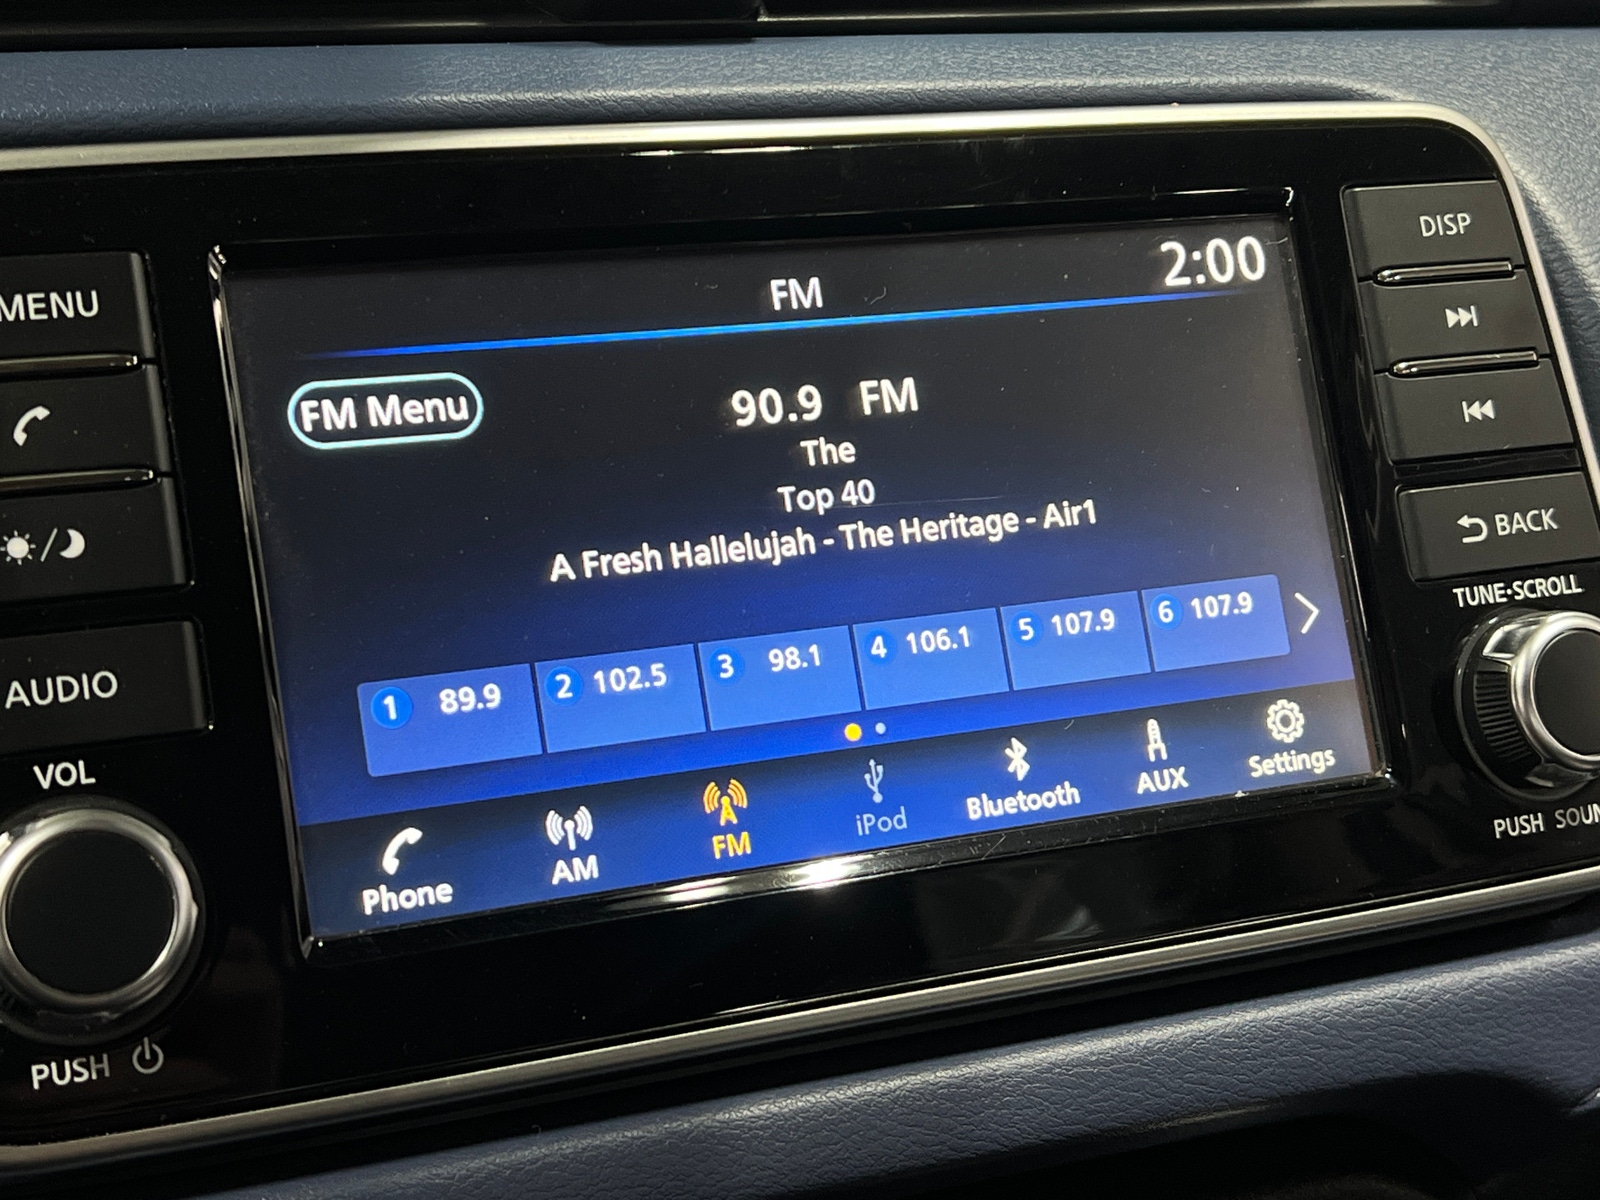 MENU
AUDIO
VOL
PUSH
FM
2:00
FM Menu
90.9 FM
The
Top 40
A Fresh Hallelujah - The Heritage - Air1
1 89.9
2 102.5
3 98.1
4 106.1
5 107.9
6 107.9
Phone
AM
FM
iPod
Bluetooth
AUX
Settings
DISP
BACK
TUNE·SCROLL
PUSH SOUN